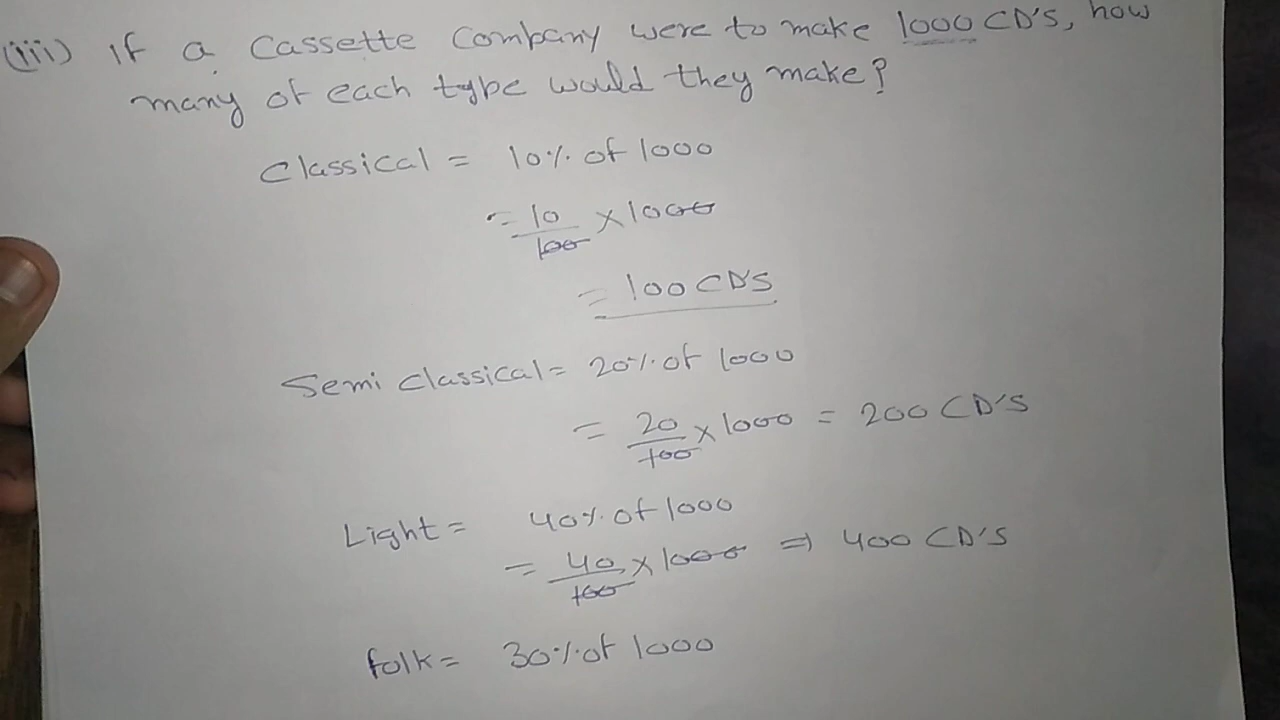 (iii) If a Cassette Company were to make 1000 CD'S, how
many of each type would they make?
Classical = 10% of 1000
= 10/100 × 1000
= 100 CD'S
Semi Classical = 20% of 1000
= 20/100 × 1000 = 200 CD'S
Light = 40% of 1000
= 40/100 × 1000 ⇒ 400 CD'S
folk = 30% of 1000